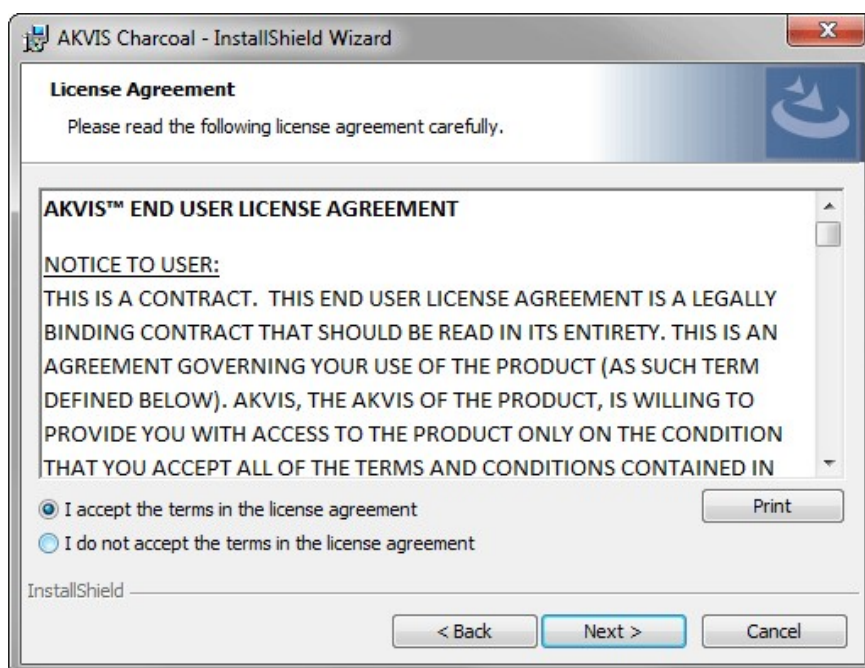 AKVIS Charcoal - InstallShield Wizard
License Agreement
Please read the following license agreement carefully.
AKVIS™ END USER LICENSE AGREEMENT
NOTICE TO USER:
THIS IS A CONTRACT.  THIS END USER LICENSE AGREEMENT IS A LEGALLY
BINDING CONTRACT THAT SHOULD BE READ IN ITS ENTIRETY. THIS IS AN
AGREEMENT GOVERNING YOUR USE OF THE PRODUCT (AS SUCH TERM
DEFINED BELOW). AKVIS, THE AKVIS OF THE PRODUCT, IS WILLING TO
PROVIDE YOU WITH ACCESS TO THE PRODUCT ONLY ON THE CONDITION
THAT YOU ACCEPT ALL OF THE TERMS AND CONDITIONS CONTAINED IN
I accept the terms in the license agreement
Print
I do not accept the terms in the license agreement
InstallShield
< Back
Next >
Cancel